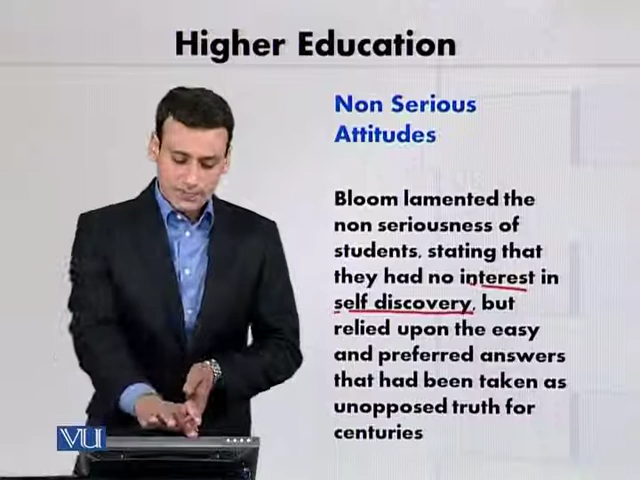 Higher Education
Non Serious
Attitudes
Bloom lamented the
non seriousness of
students, stating that
they had no interest in
self discovery, but
relied upon the easy
and preferred answers
that had been taken as
unopposed truth for
centuries
VU